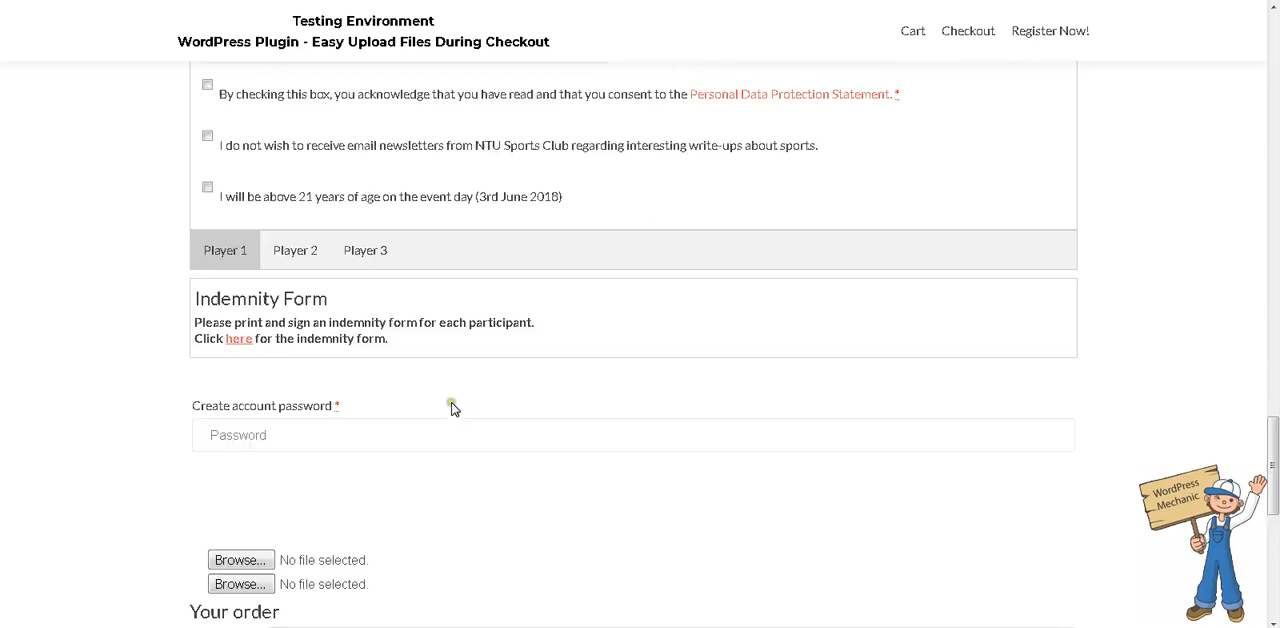 Testing Environment
WordPress Plugin - Easy Upload Files During Checkout
Cart Checkout Register Now!
By checking this box, you acknowledge that you have read and that you consent to the Personal Data Protection Statement. *
I do not wish to receive email newsletters from NTU Sports Club regarding interesting write-ups about sports.
I will be above 21 years of age on the event day (3rd June 2018)
Player 1 Player 2 Player 3
Indemnity Form
Please print and sign an indemnity form for each participant.
Click here for the indemnity form.
Create account password *
Password
WordPress
Mechanic
Browse... No file selected.
Browse... No file selected.
Your order